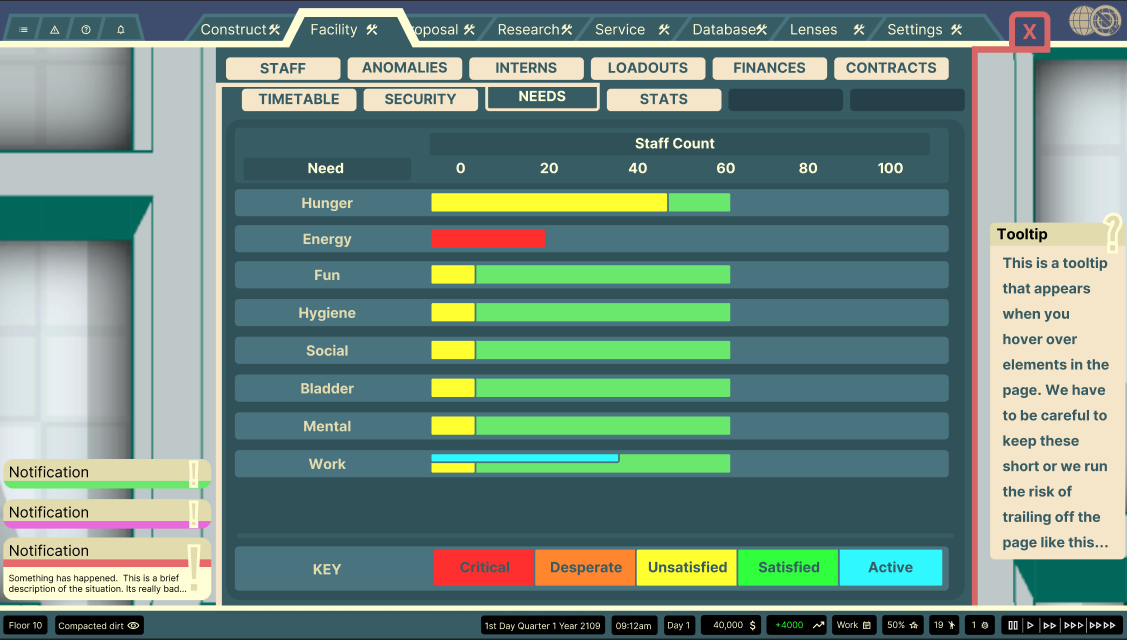 Construct
Facility
oposal
Research
Service
Database
Lenses
Settings
X
STAFF
ANOMALIES
INTERNS
LOADOUTS
FINANCES
CONTRACTS
TIMETABLE
SECURITY
NEEDS
STATS
Staff Count
Need
0
20
40
60
80
100
Hunger
Energy
Fun
Hygiene
Social
Bladder
Mental
Work
KEY
Critical
Desperate
Unsatisfied
Satisfied
Active
Tooltip
?
This is a tooltip
that appears
when you
hover over
elements in the
page. We have
to be careful to
keep these
short or we run
the risk of
trailing off the
page like this...
Notification
!
Notification
!
Notification
!
Something has happened. This is a brief
description of the situation. Its really bad...
Floor 10
Compacted dirt
1st Day Quarter 1 Year 2109
09:12am
Day 1
40,000 $
+4000
Work
50%
19
1